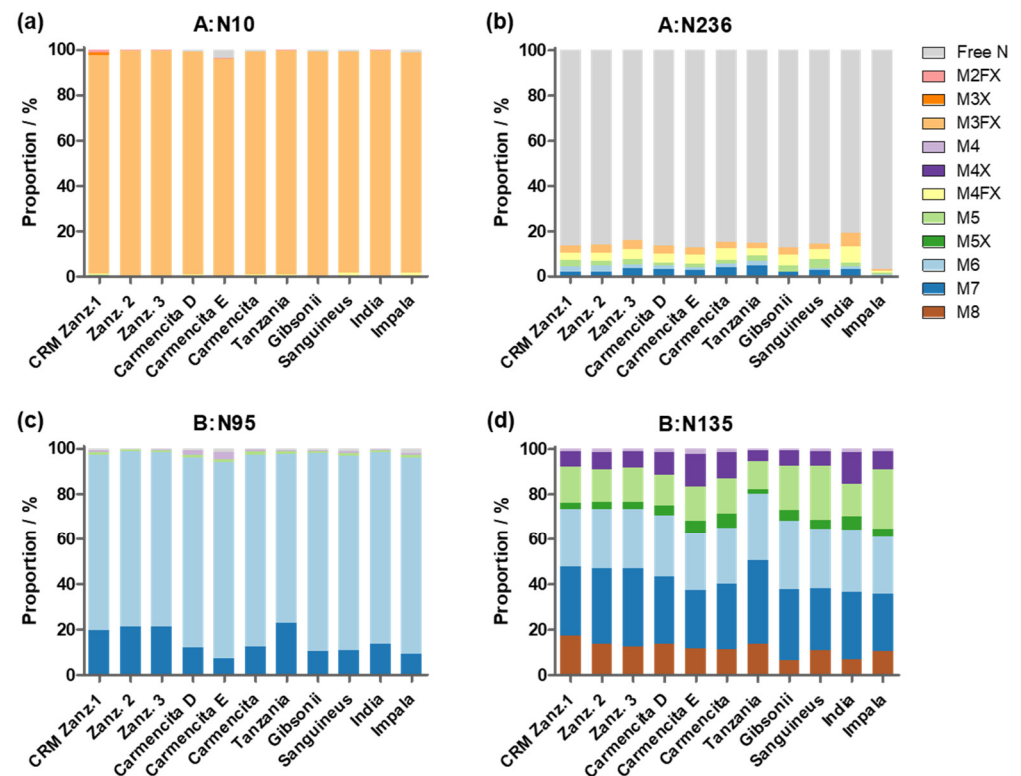 (a)
A:N10
Proportion / %
100
80
60
40
20
0
CRM Zanz.1
Zanz. 2
Zanz. 3
Carmencita D
Carmencita E
Carmencita
Tanzania
Gibsonii
Sanguineus
India
Impala
(b)
A:N236
Proportion / %
100
80
60
40
20
0
CRM Zanz.1
Zanz. 2
Zanz. 3
Carmencita D
Carmencita E
Carmencita
Tanzania
Gibsonii
Sanguineus
India
Impala
Free N
M2FX
M3X
M3FX
M4
M4X
M4FX
M5
M5X
M6
M7
M8
(c)
B:N95
Proportion / %
100
80
60
40
20
0
CRM Zanz.1
Zanz. 2
Zanz. 3
Carmencita D
Carmencita E
Carmencita
Tanzania
Gibsonii
Sanguineus
India
Impala
(d)
B:N135
Proportion / %
100
80
60
40
20
0
CRM Zanz.1
Zanz. 2
Zanz. 3
Carmencita D
Carmencita E
Carmencita
Tanzania
Gibsonii
Sanguineus
India
Impala